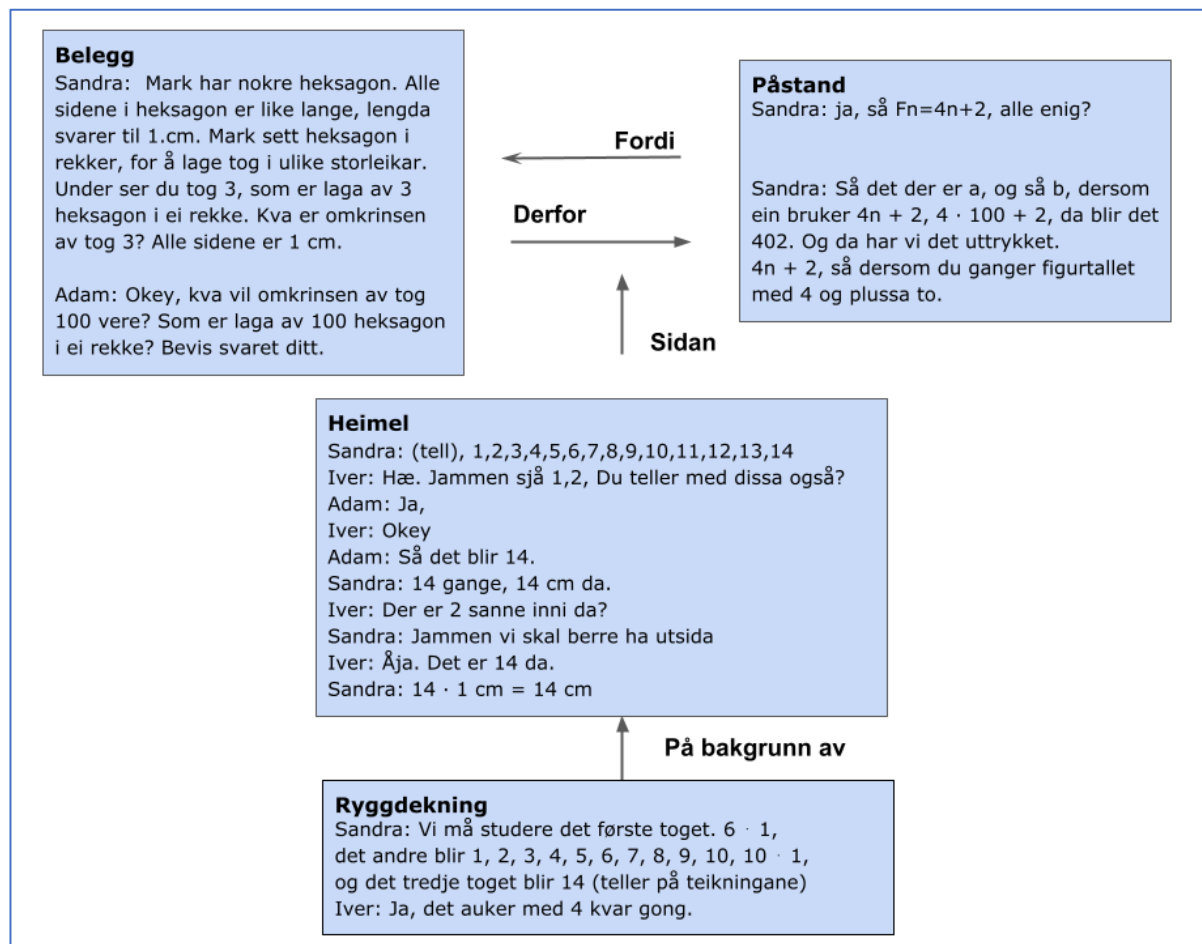 Belegg
Sandra:  Mark har nokre heksagon. Alle
sidene i heksagon er like lange, lengda
svarer til 1.cm. Mark sett heksagon i
rekker, for å lage tog i ulike storleikar.
Under ser du tog 3, som er laga av 3
heksagon i ei rekke. Kva er omkrinsen
av tog 3? Alle sidene er 1 cm.
Adam: Okey, kva vil omkrinsen av tog
100 vere? Som er laga av 100 heksagon
i ei rekke? Bevis svaret ditt.
Fordi
Derfor
Sidan
Påstand
Sandra: ja, så Fn=4n+2, alle enig?
Sandra: Så det der er a, og så b, dersom
ein bruker 4n + 2, 4 · 100 + 2, da blir det
402. Og da har vi det uttrykket.
4n + 2, så dersom du ganger figurtallet
med 4 og plussa to.
Heimel
Sandra: (tell), 1,2,3,4,5,6,7,8,9,10,11,12,13,14
Iver: Hæ. Jammen sjå 1,2, Du teller med dissa også?
Adam: Ja,
Iver: Okey
Adam: Så det blir 14.
Sandra: 14 gange, 14 cm da.
Iver: Der er 2 sanne inni da?
Sandra: Jammen vi skal berre ha utsida
Iver: Åja. Det er 14 da.
Sandra: 14 · 1 cm = 14 cm
På bakgrunn av
Ryggdekning
Sandra: Vi må studere det første toget. 6 · 1,
det andre blir 1, 2, 3, 4, 5, 6, 7, 8, 9, 10, 10 · 1,
og det tredje toget blir 14 (teller på teikningane)
Iver: Ja, det auker med 4 kvar gong.